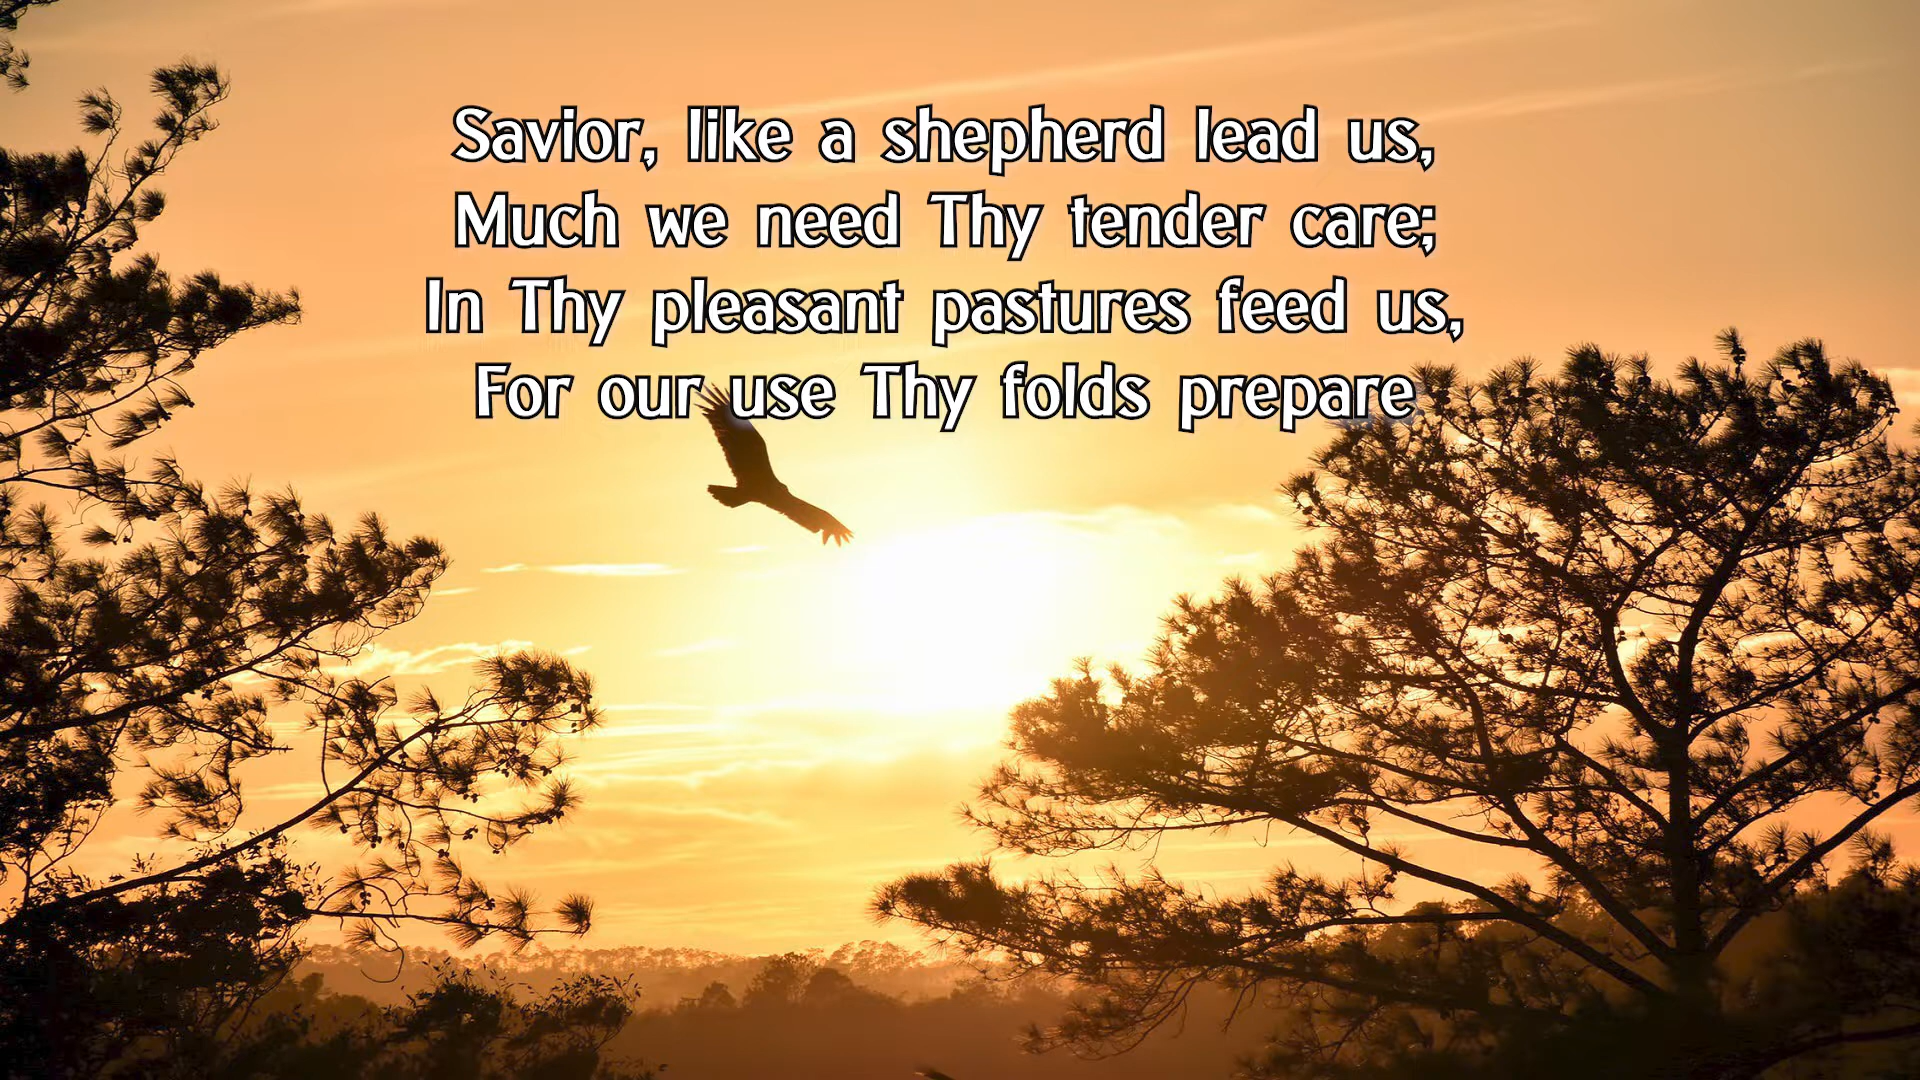 Savior, like a shepherd lead us,
Much we need Thy tender care;
In Thy pleasant pastures feed us,
For our use Thy folds prepare